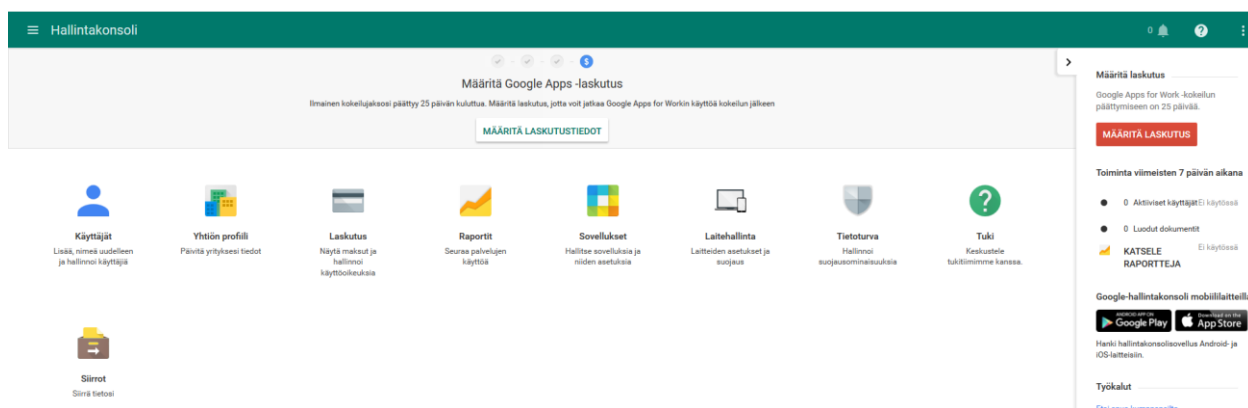 Hallintakonsoli
0
Määritä Google Apps -laskutus
Ilmainen kokeilujaksosi päättyy 25 päivän kuluttua. Määritä laskutus, jotta voit jatkaa Google Apps for Workin käyttöä kokeilun jälkeen
MÄÄRITÄ LASKUTUSTIEDOT
Käyttäjät
Lisää, nimeä uudelleen
ja hallinnoi käyttäjiä
Yhtiön profiili
Päivitä yrityksesi tiedot
Laskutus
Näytä maksut ja
hallinnoi
käyttöoikeuksia
Raportit
Seuraa palvelujen
käyttöä
Sovellukset
Hallitse sovelluksia ja
niiden asetuksia
Laitehallinta
Laitteiden asetukset ja
suojaus
Tietoturva
Hallinnoi
suojausominaisuuksia
Tuki
Keskustele
tukitiimimme kanssa.
Siirrot
Siirrä tietosi
Määritä laskutus
Google Apps for Work -kokeilun
päättymiseen on 25 päivää.
MÄÄRITÄ LASKUTUS
Toiminta viimeisten 7 päivän aikana
0 Aktiiviset käyttäjät Ei käytössä
0 Luodut dokumentit
Ei käytössä
KATSELE
RAPORTTEJA
Google-hallintakonsoli mobiililaitteilla
ANDROID APP ON
Google Play
Download on the
App Store
Hanki hallintakonsolisovellus Android- ja
iOS-laitteisiin.
Työkalut